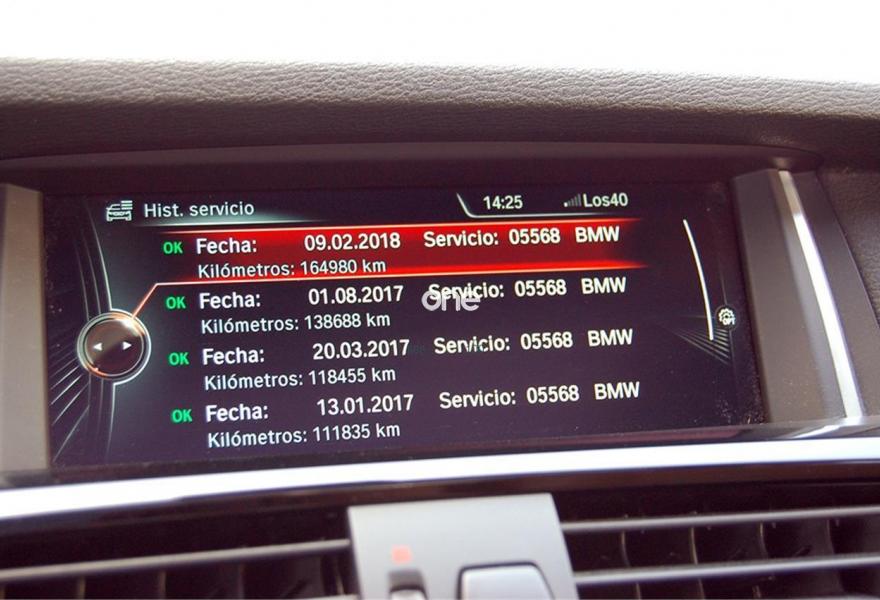 Hist. servicio 14:25 Los40
OK Fecha: 09.02.2018 Servicio: 05568 BMW
Kilómetros: 164980 km
OK Fecha: 01.08.2017 Servicio: 05568 BMW
one
Kilómetros: 138688 km
OK Fecha: 20.03.2017 Servicio: 05568 BMW
Kilómetros: 118455 km
OK Fecha: 13.01.2017 Servicio: 05568 BMW
Kilómetros: 111835 km
OPT